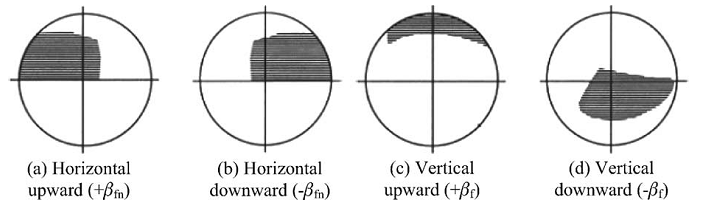 (a) Horizontal
upward (+βfn)
(b) Horizontal
downward (-βfn)
(c) Vertical
upward (+βf)
(d) Vertical
downward (-βf)